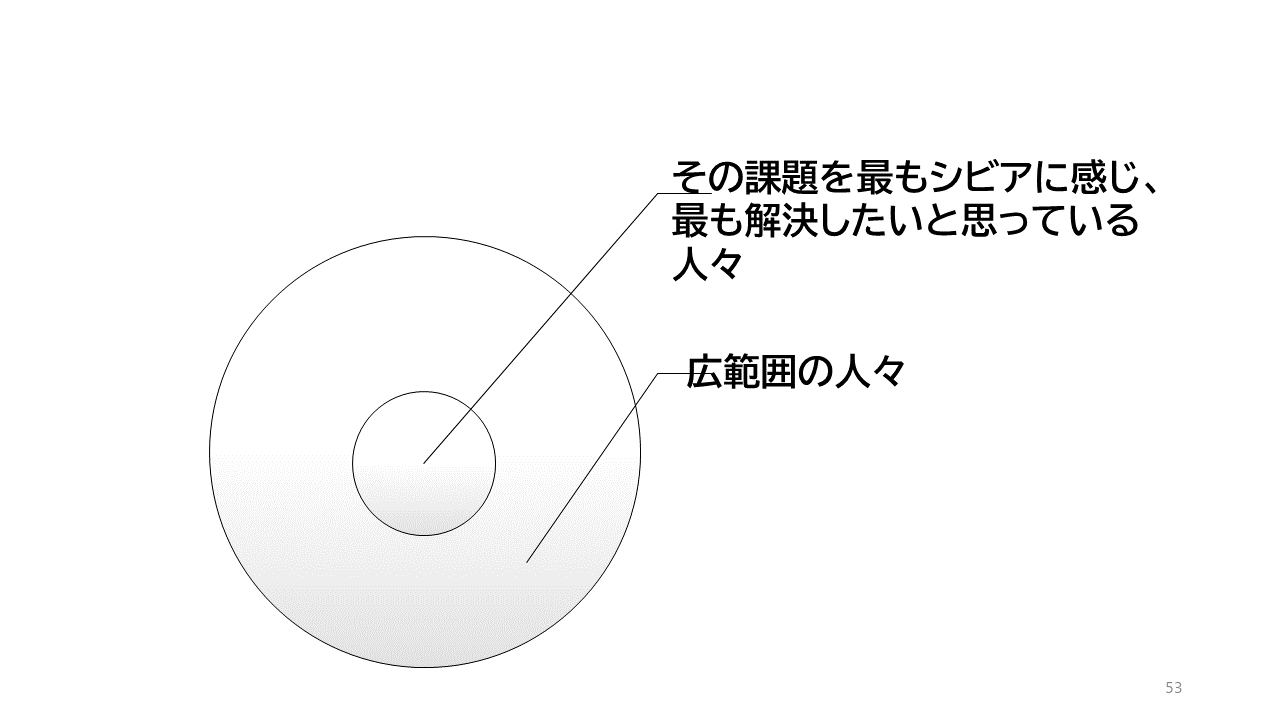 その課題を最もシビアに感じ、
最も解決したいと思っている
人々
広範囲の人々
53